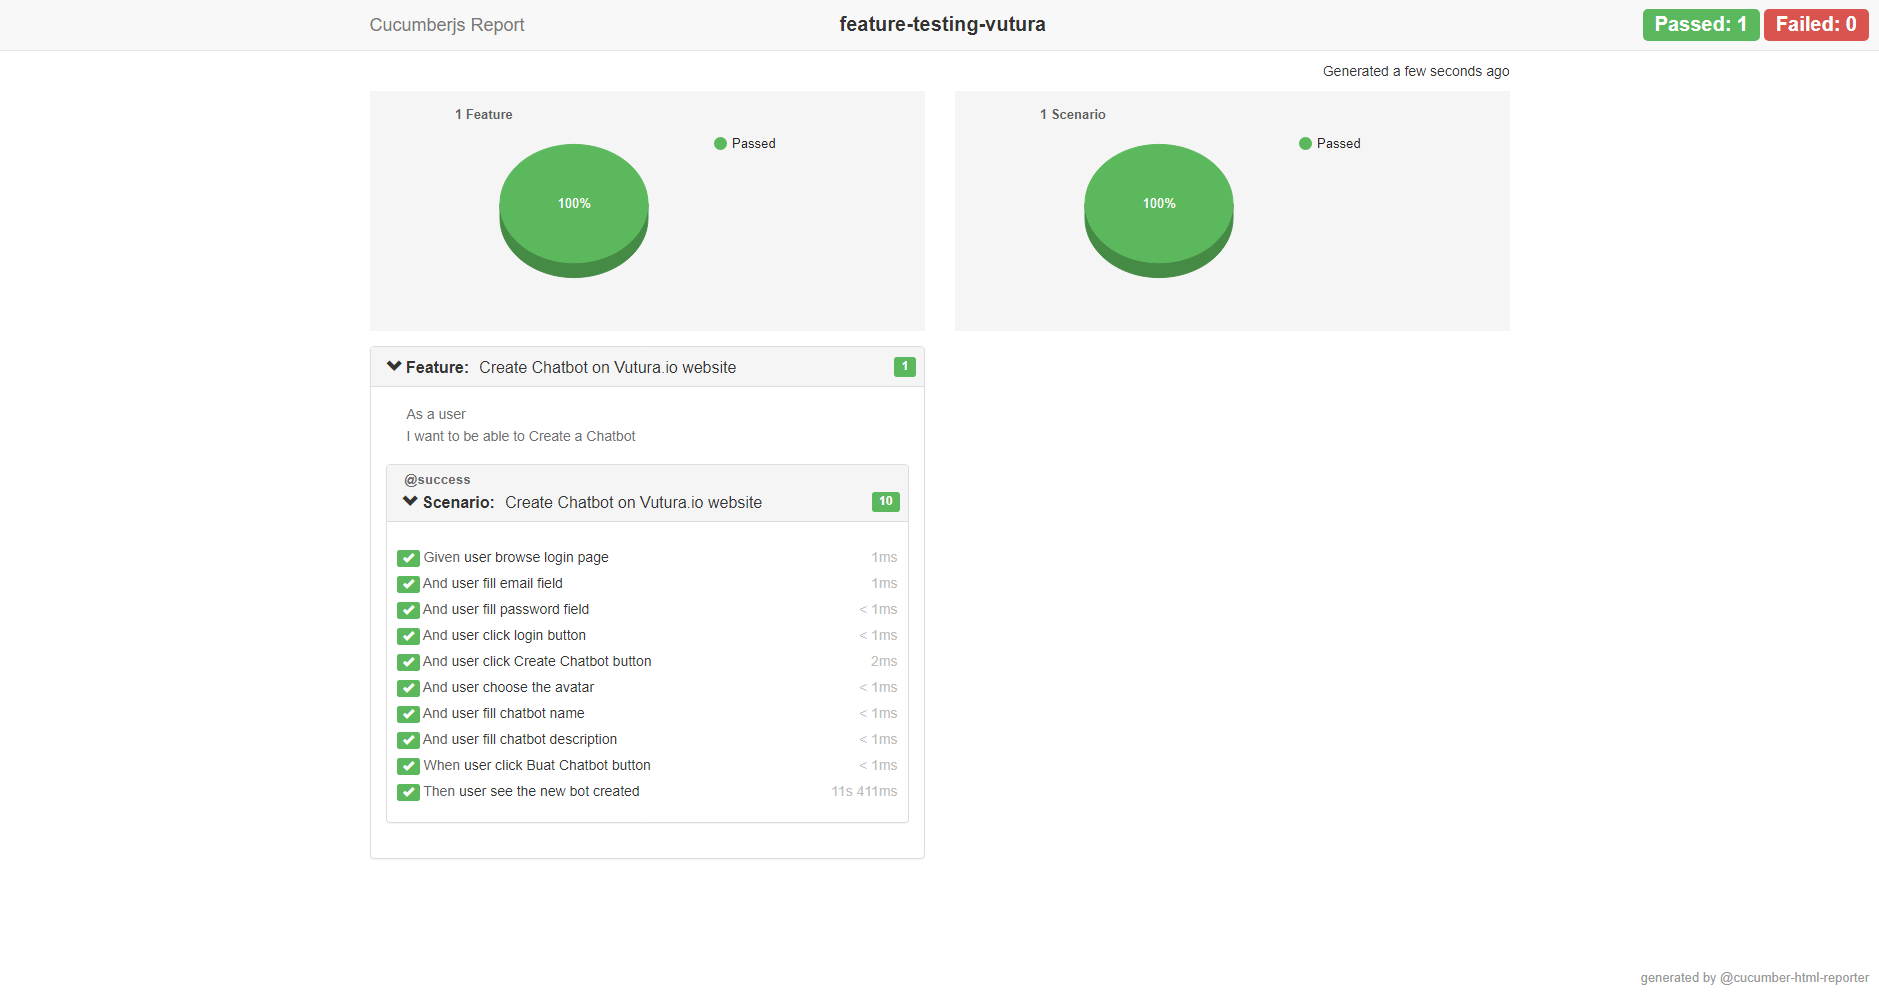 Cucumberjs Report
feature-testing-vutura
Passed: 1
Failed: 0
Generated a few seconds ago
1 Feature
Passed
100%
1 Scenario
Passed
100%
Feature: Create Chatbot on Vutura.io website
1
As a user
I want to be able to Create a Chatbot
@success
Scenario: Create Chatbot on Vutura.io website
10
Given user browse login page 1ms
And user fill email field 1ms
And user fill password field < 1ms
And user click login button < 1ms
And user click Create Chatbot button 2ms
And user choose the avatar < 1ms
And user fill chatbot name < 1ms
And user fill chatbot description < 1ms
When user click Buat Chatbot button < 1ms
Then user see the new bot created 11s 411ms
generated by @cucumber-html-reporter